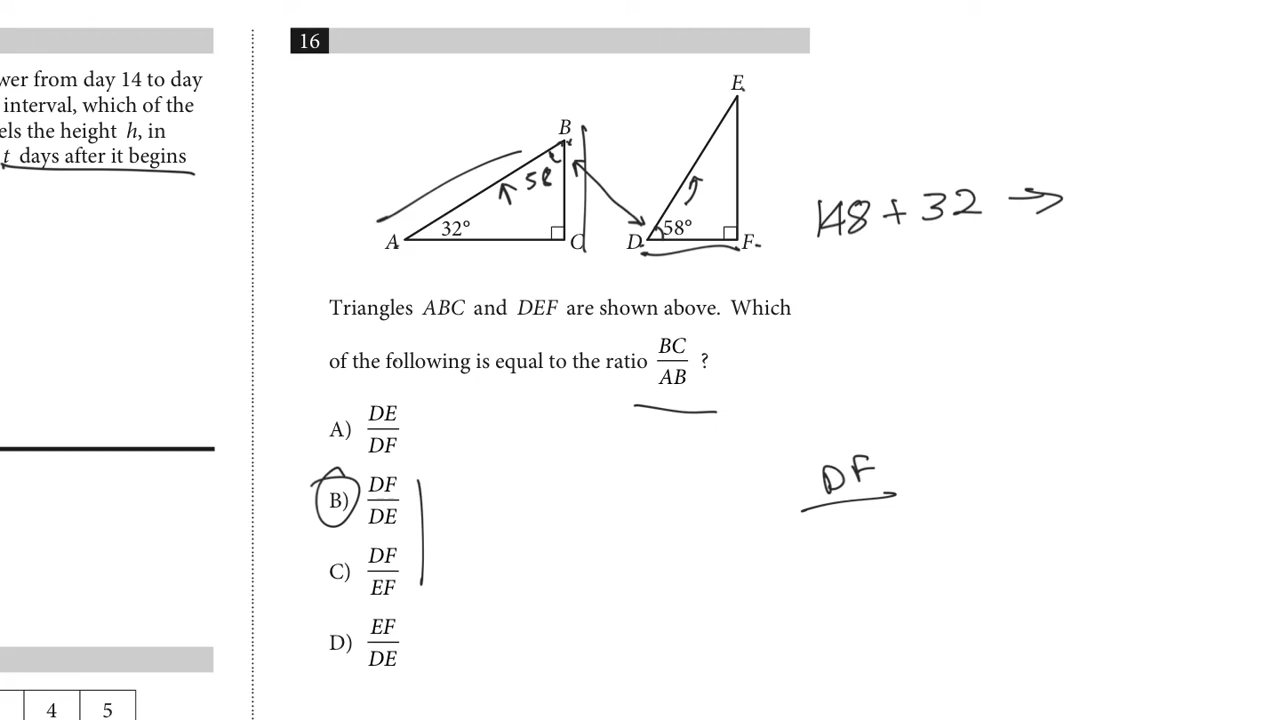 wer from day 14 to day
interval, which of the
els the height h, in
t days after it begins
4 5
16
B
E
58
32°
A
C
58°
D
F
148 + 32 →
Triangles ABC and DEF are shown above. Which
of the following is equal to the ratio BC/AB ?
A) DE/DF
B) DF/DE
C) DF/EF
D) EF/DE
DF